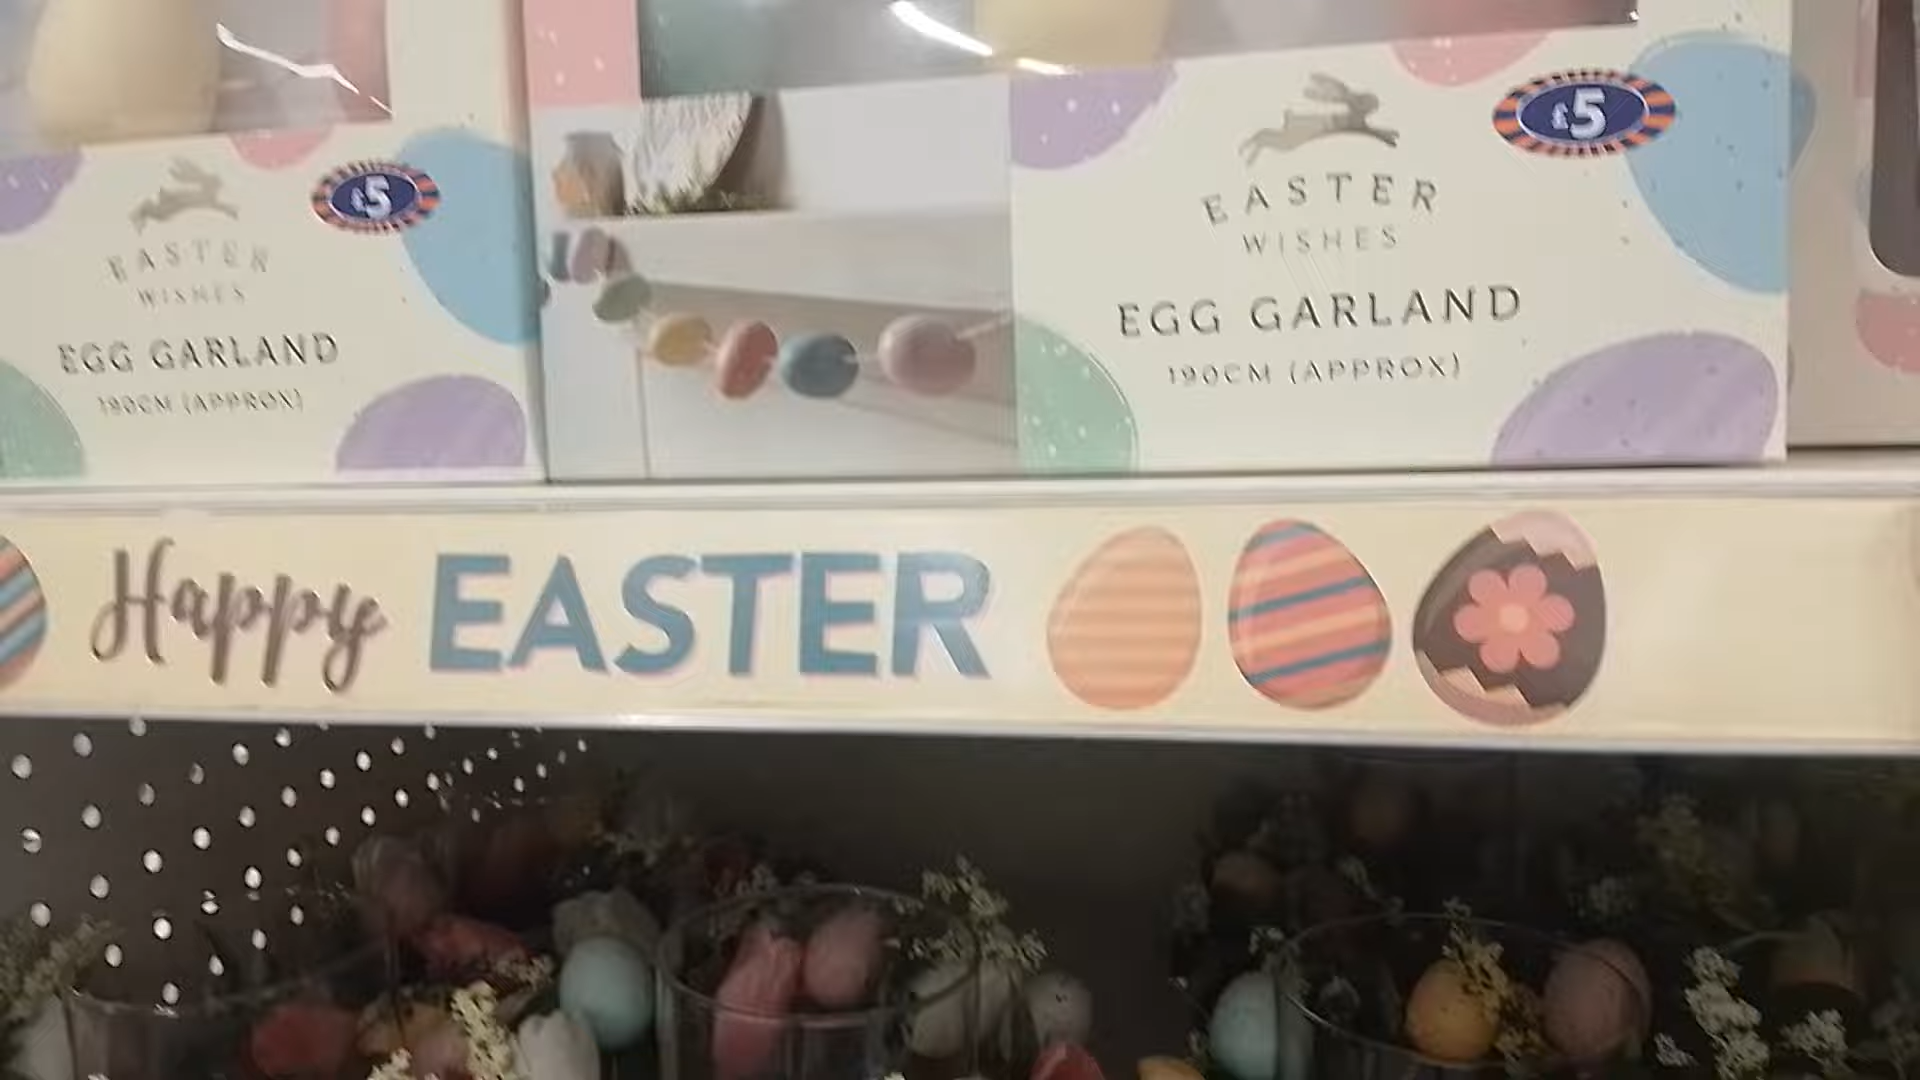 £5
EASTER
WISHES
EGG GARLAND
190CM (APPROX)
£5
EASTER
WISHES
EGG GARLAND
190CM (APPROX)
Happy EASTER